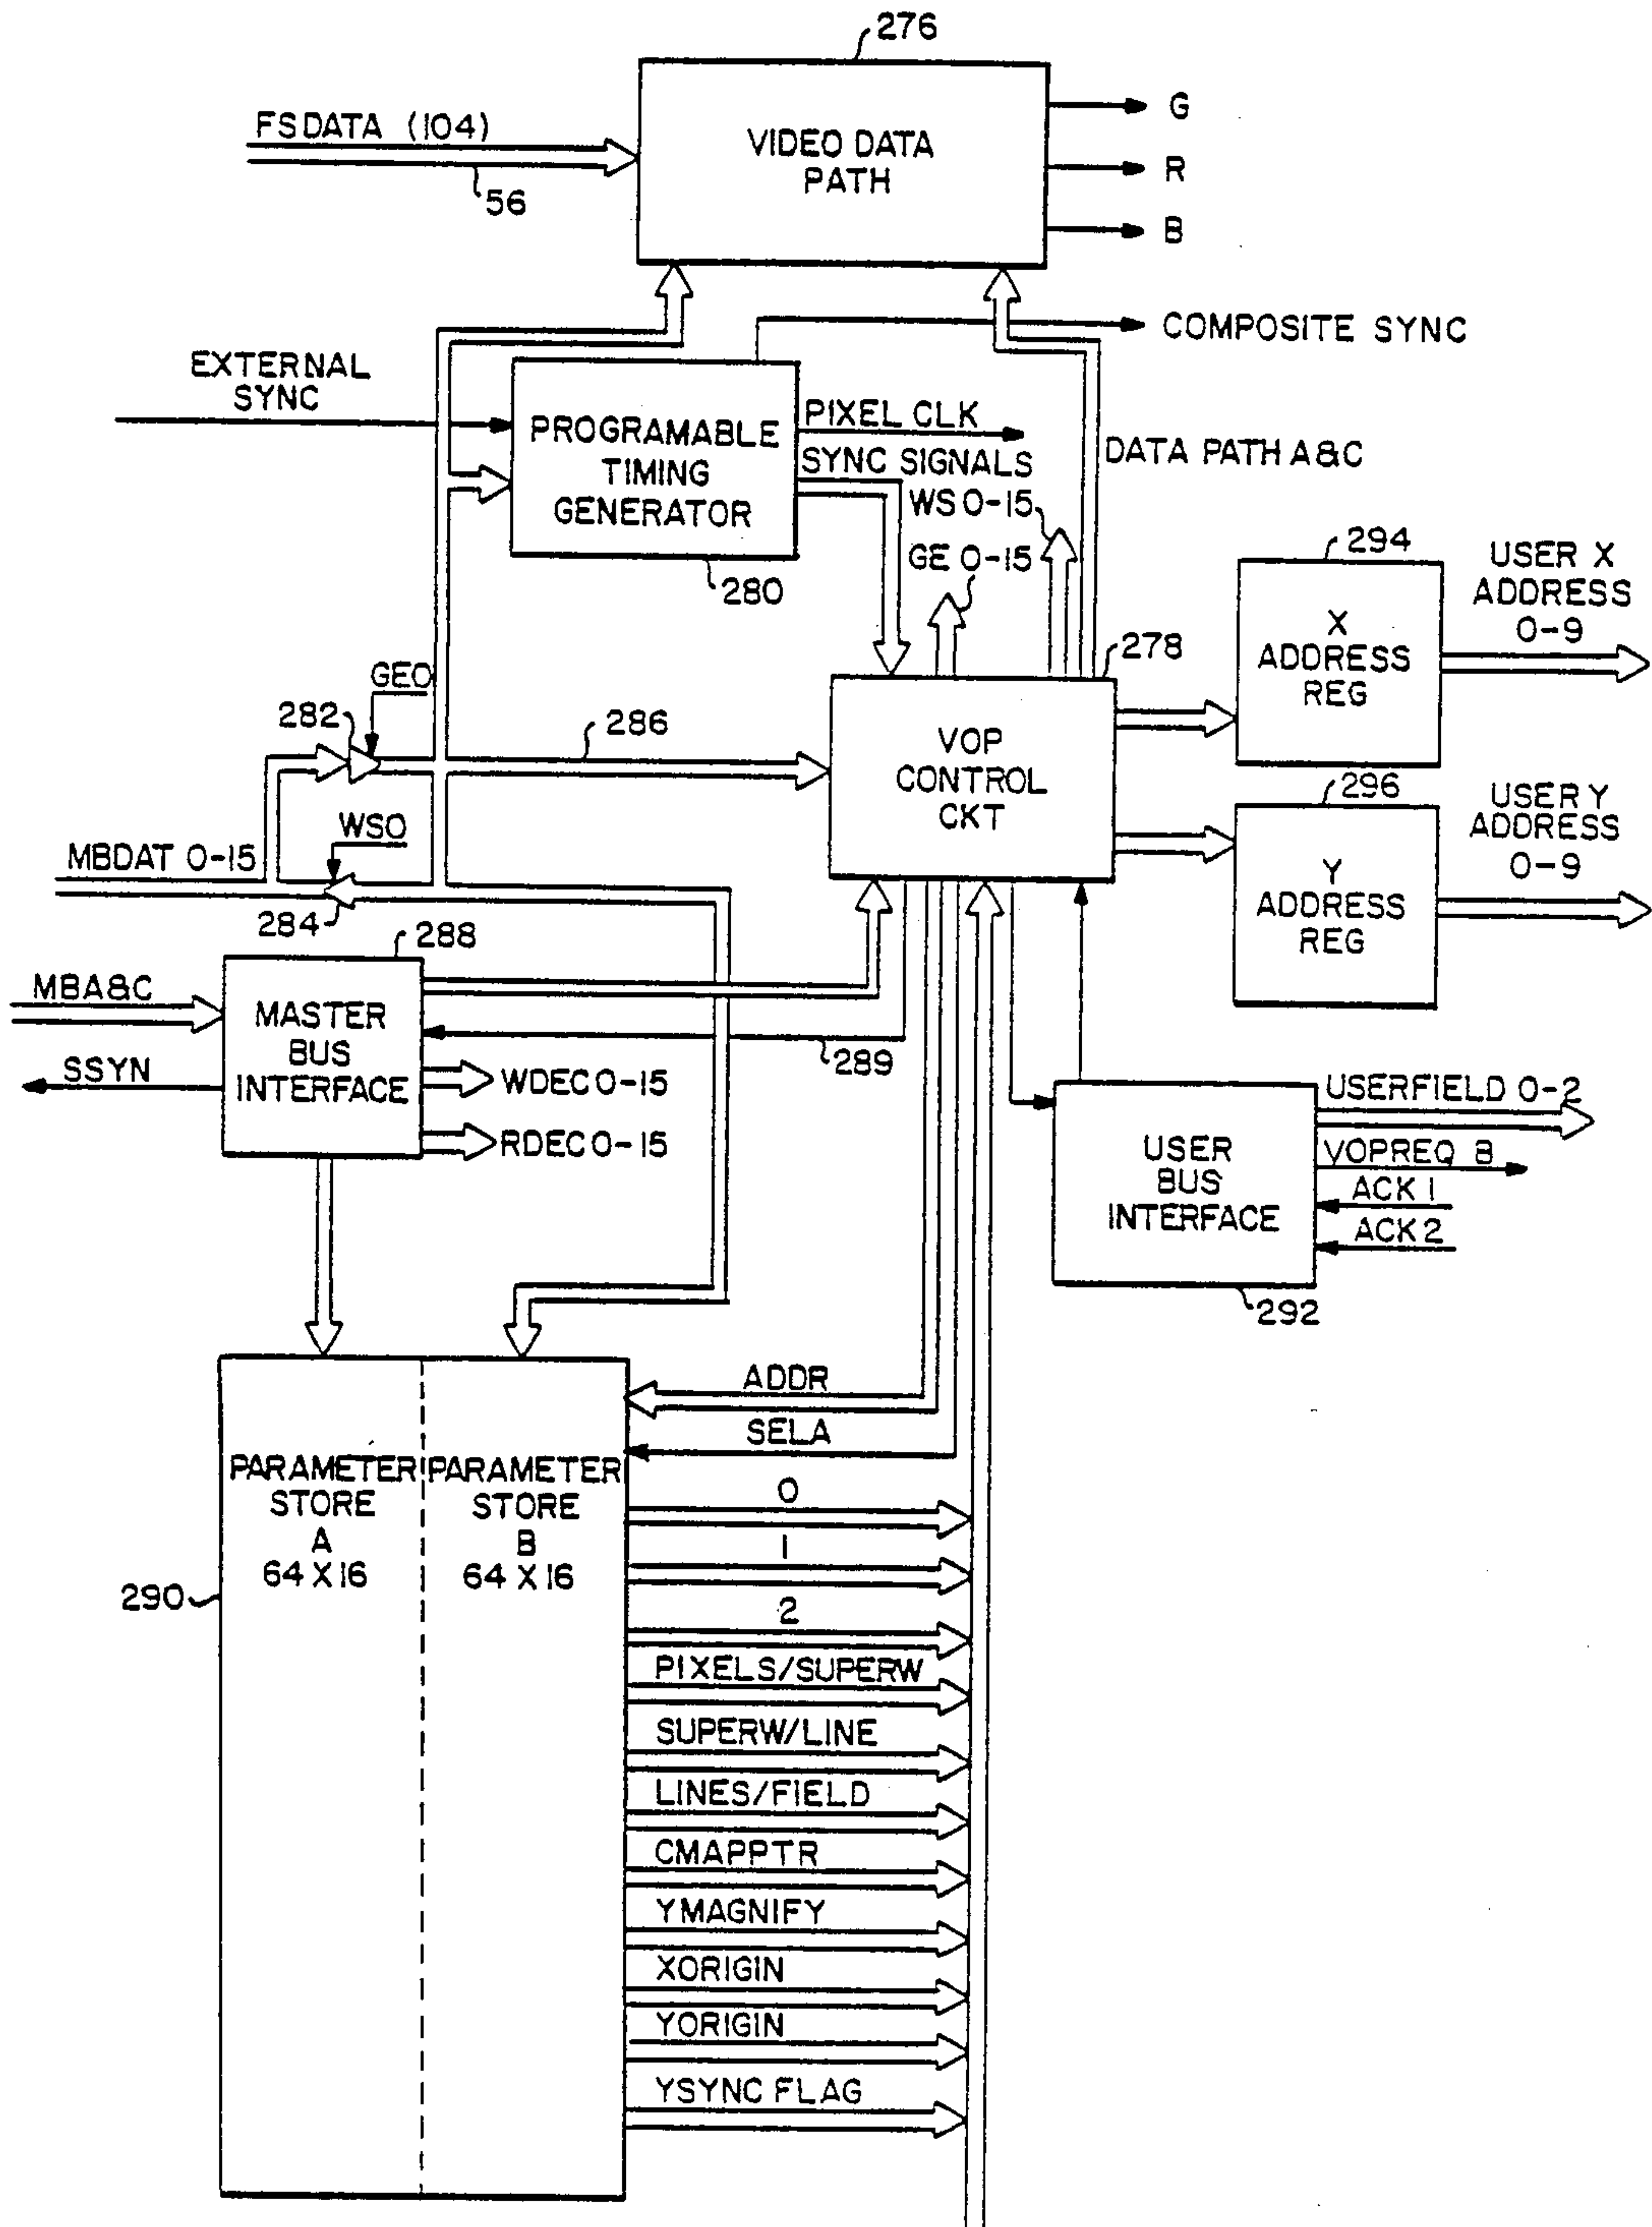 276
FSDATA (104)
56
VIDEO DATA
PATH
G
R
B
COMPOSITE SYNC
EXTERNAL
SYNC
PROGRAMABLE
TIMING
GENERATOR
280
PIXEL CLK
SYNC SIGNALS
WS 0-15
GE 0-15
DATA PATH A&C
294
X
ADDRESS
REG
USER X
ADDRESS
0-9
278
GEO
282
286
VOP
CONTROL
CKT
296
Y
ADDRESS
REG
USER Y
ADDRESS
0-9
WSO
MBDAT 0-15
284
288
MBA&C
SSYN
MASTER
BUS
INTERFACE
289
WDEC 0-15
RDEC 0-15
USER
BUS
INTERFACE
USERFIELD 0-2
VOPREQ 8
ACK 1
ACK 2
292
ADDR
SELA
PARAMETER
STORE
A
64 X 16
PARAMETER
STORE
B
64 X 16
290
0
1
2
PIXELS/SUPERW
SUPERW/LINE
LINES/FIELD
CMAPPTR
YMAGNIFY
XORIGIN
YORIGIN
YSYNC FLAG